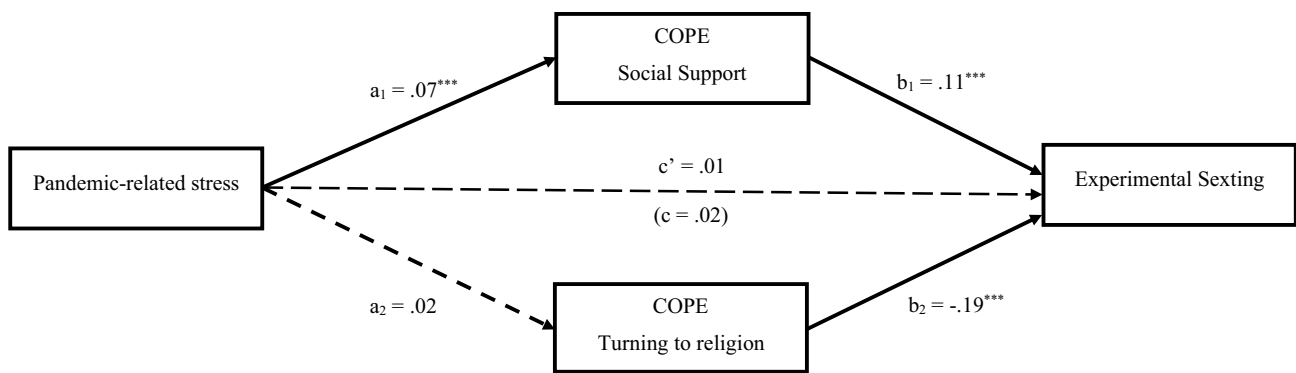 COPE
Social Support
a₁ = .07***
b₁ = .11***
Pandemic-related stress
c’ = .01
(c = .02)
Experimental Sexting
a₂ = .02
COPE
Turning to religion
b₂ = -.19***